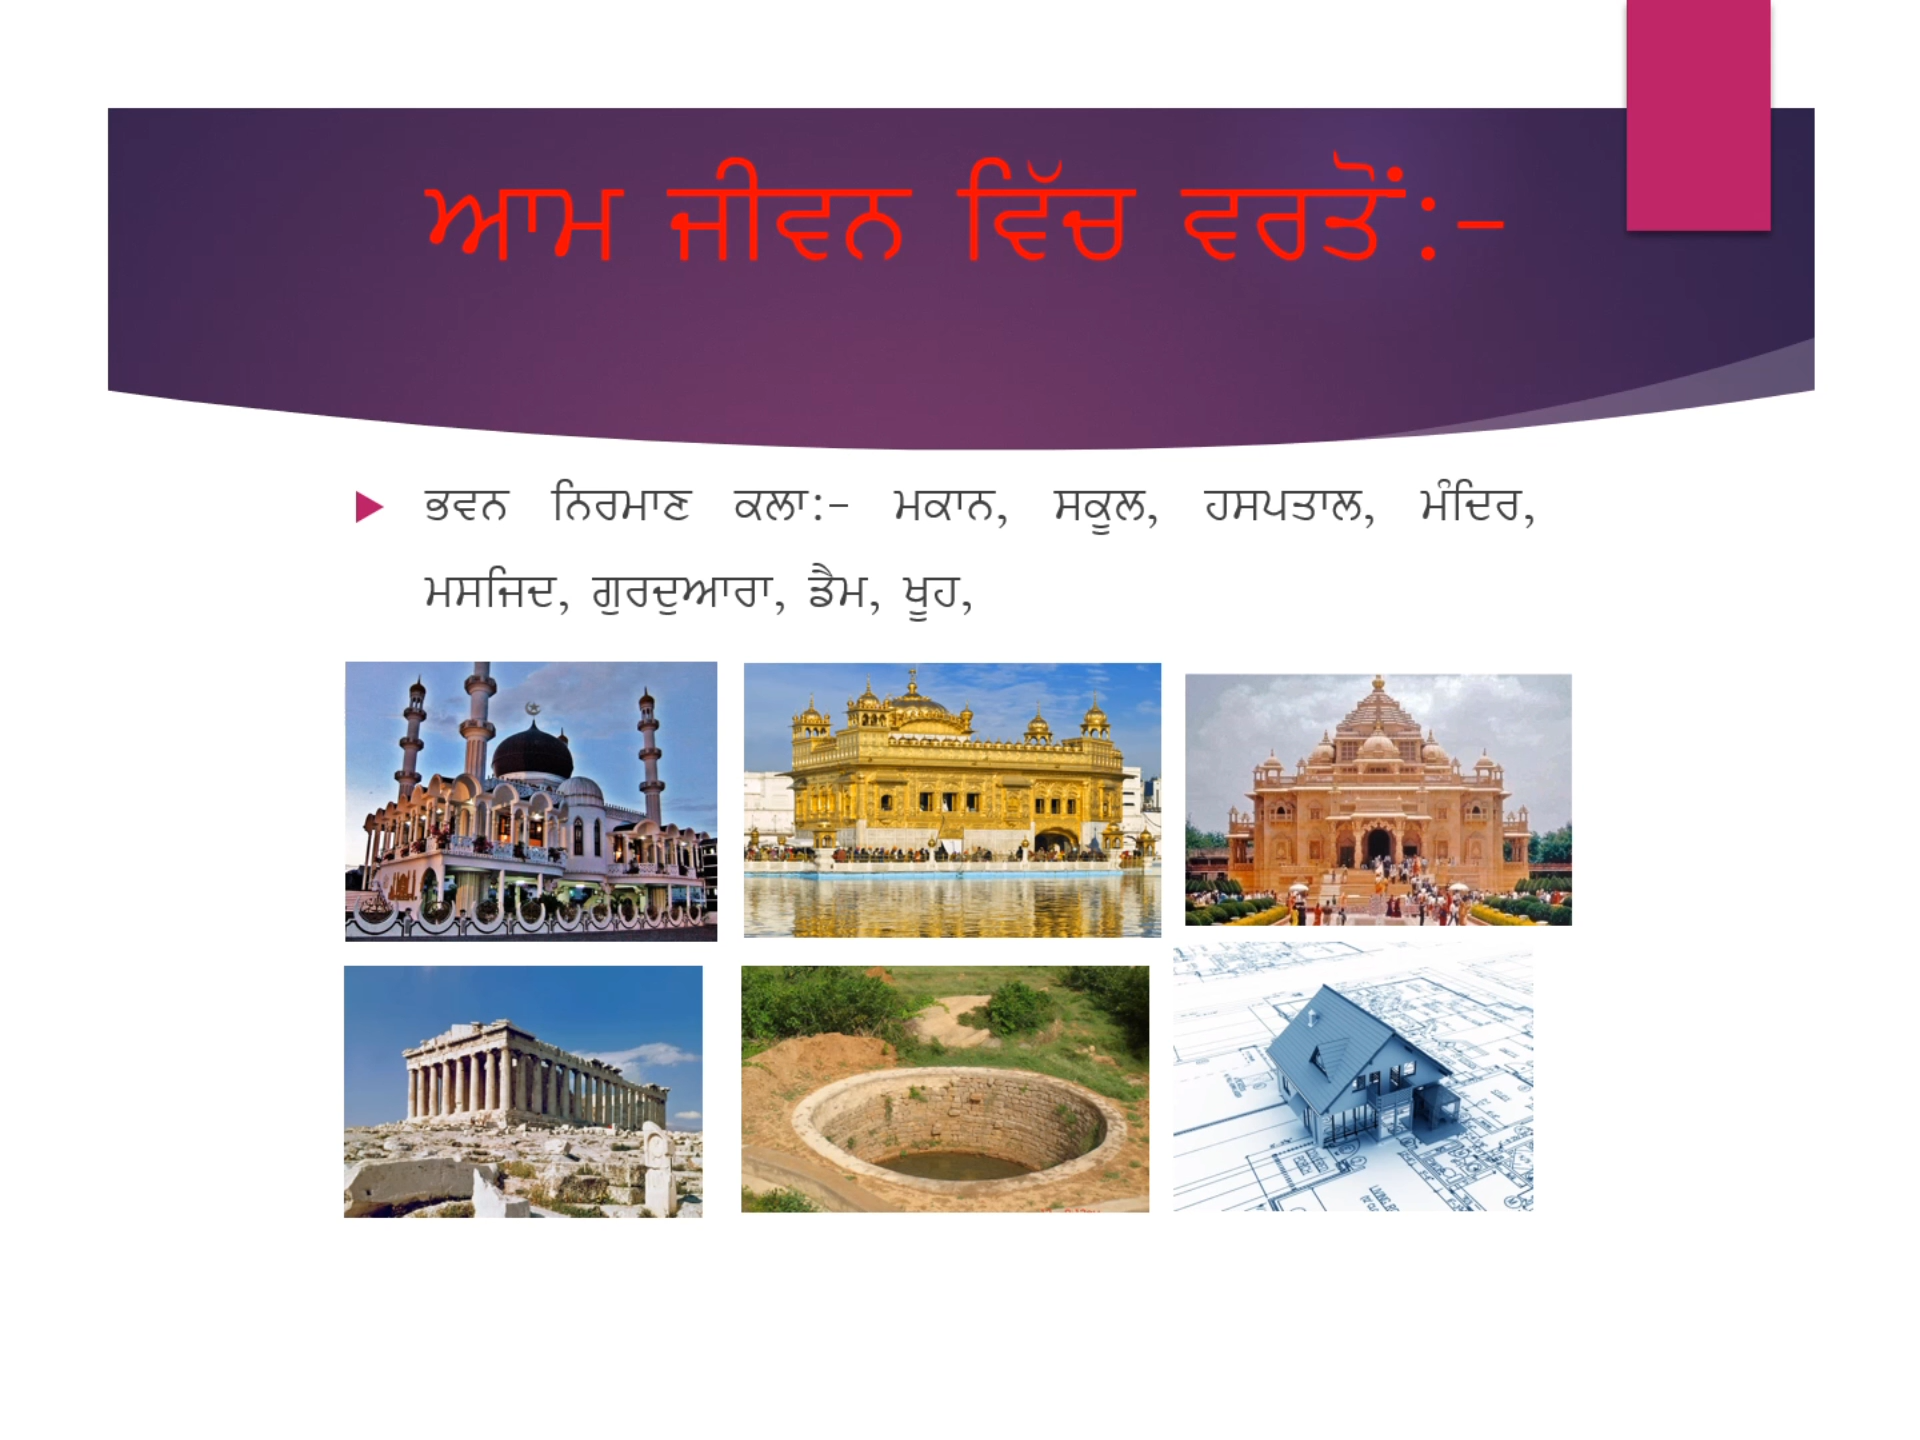 ਆਮ ਜੀਵਨ ਵਿੱਚ ਵਰਤੋਂ:-
ਭਵਨ ਨਿਰਮਾਣ ਕਲਾ:- ਮਕਾਨ, ਸਕੂਲ, ਹਸਪਤਾਲ, ਮੰਦਿਰ,
ਮਸਜਿਦ, ਗੁਰਦੁਆਰਾ, ਡੈਮ, ਖੂਹ,